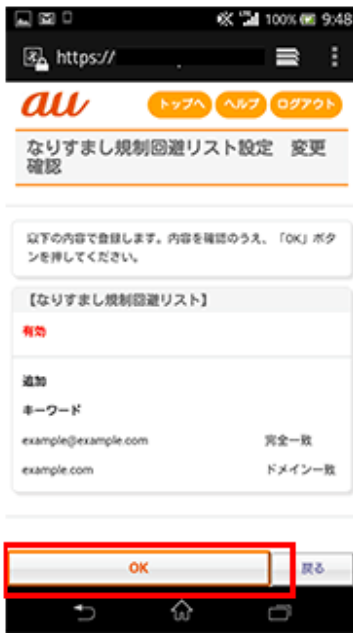 100% 9:48
https://
au
トップへ ヘルプ ログアウト
なりすまし規制回避リスト設定 変更
確認
以下の内容で登録します。内容を確認のうえ、「OK」ボタ
ンを押してください。
【なりすまし規制回避リスト】
有効
追加
キーワード
example@example.com 完全一致
example.com ドメイン一致
OK 戻る